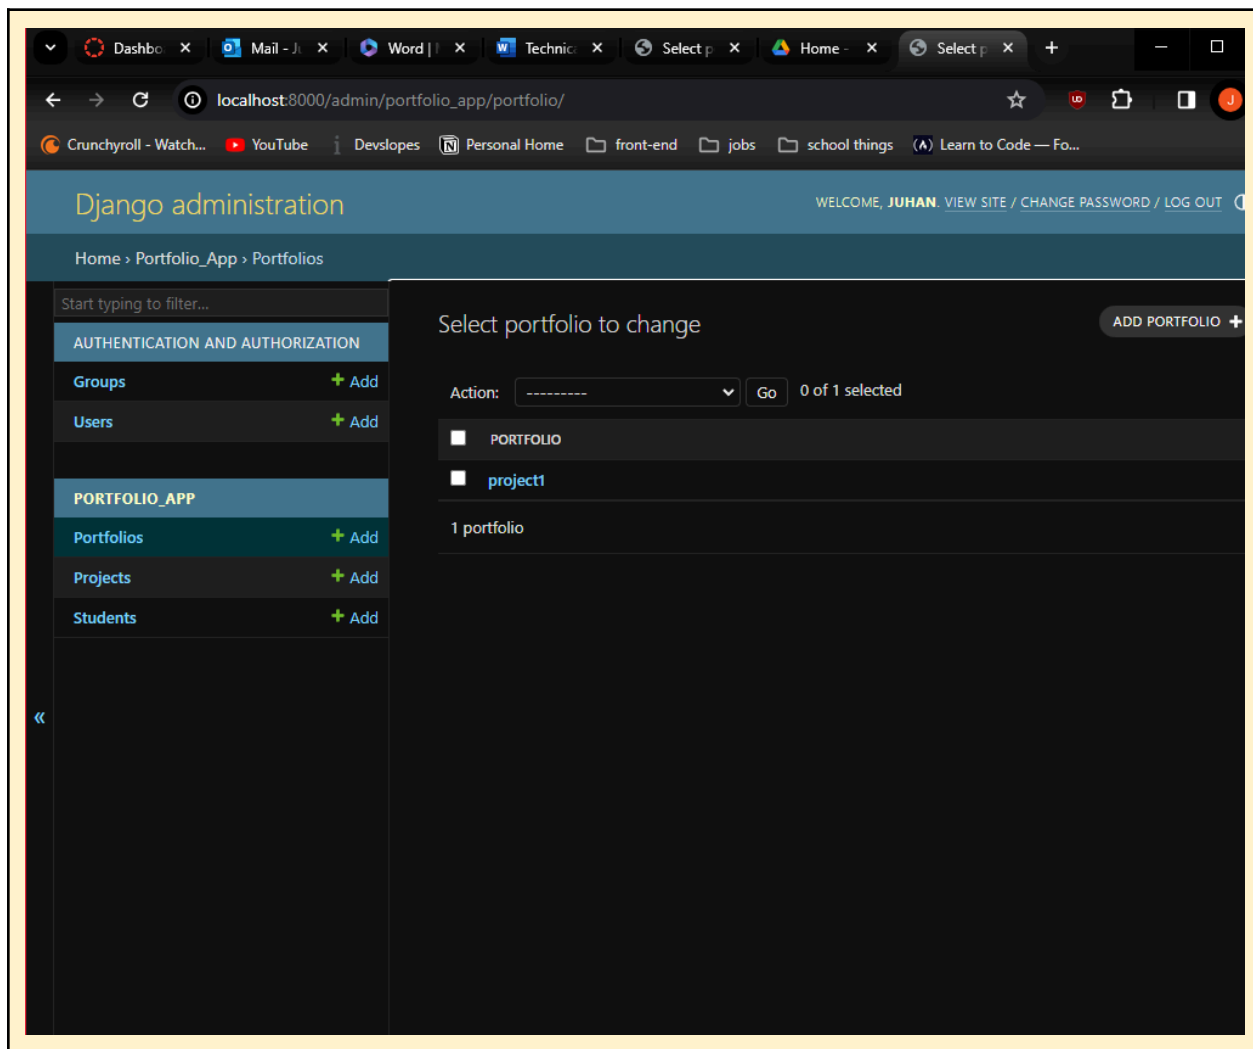 Dashbo Mail - Ju Word | Technic Select p Home - Select p
localhost:8000/admin/portfolio_app/portfolio/
Crunchyroll - Watch... YouTube Devslopes Personal Home front-end jobs school things Learn to Code — Fo...
Django administration
WELCOME, JUHAN. VIEW SITE / CHANGE PASSWORD / LOG OUT
Home › Portfolio_App › Portfolios
Start typing to filter...
AUTHENTICATION AND AUTHORIZATION
Groups + Add
Users + Add
PORTFOLIO_APP
Portfolios + Add
Projects + Add
Students + Add
«
Select portfolio to change
ADD PORTFOLIO +
Action: --------- Go 0 of 1 selected
PORTFOLIO
project1
1 portfolio